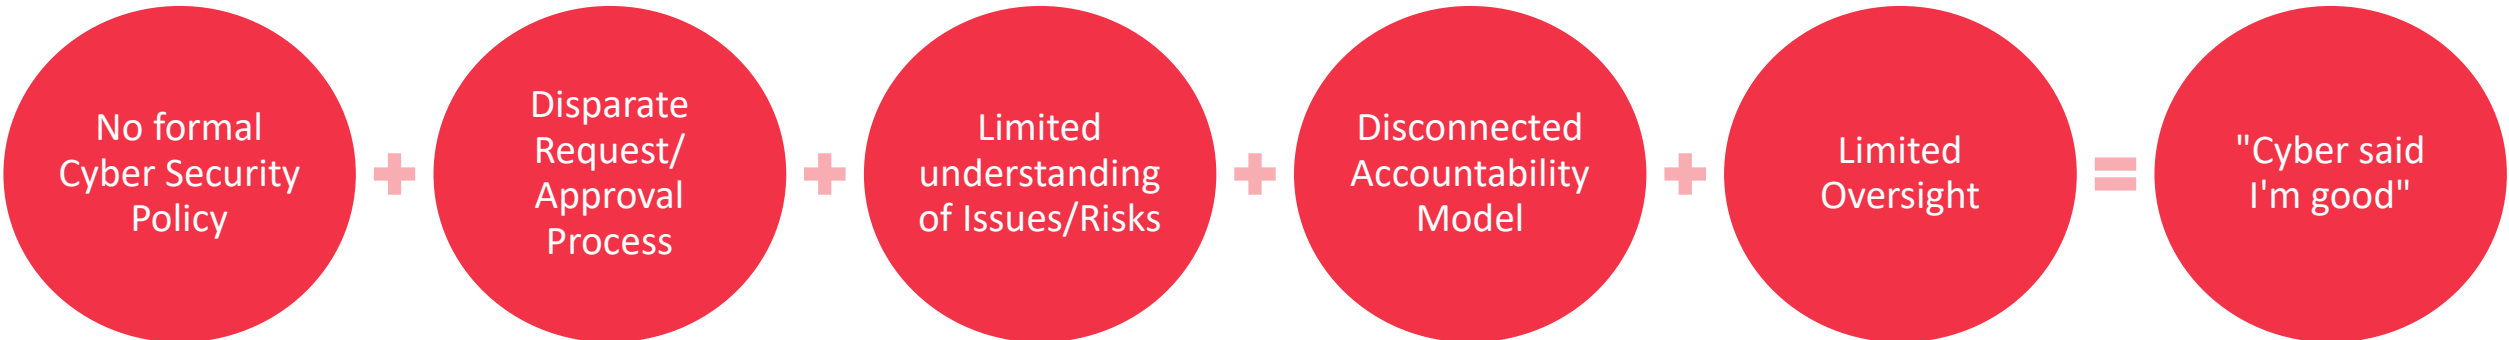 No formal
Cyber Security
Policy
Disparate
Request/
Approval
Process
Limited
understanding
of Issues/Risks
Disconnected
Accountability
Model
Limited
Oversight
"Cyber said
I'm good"